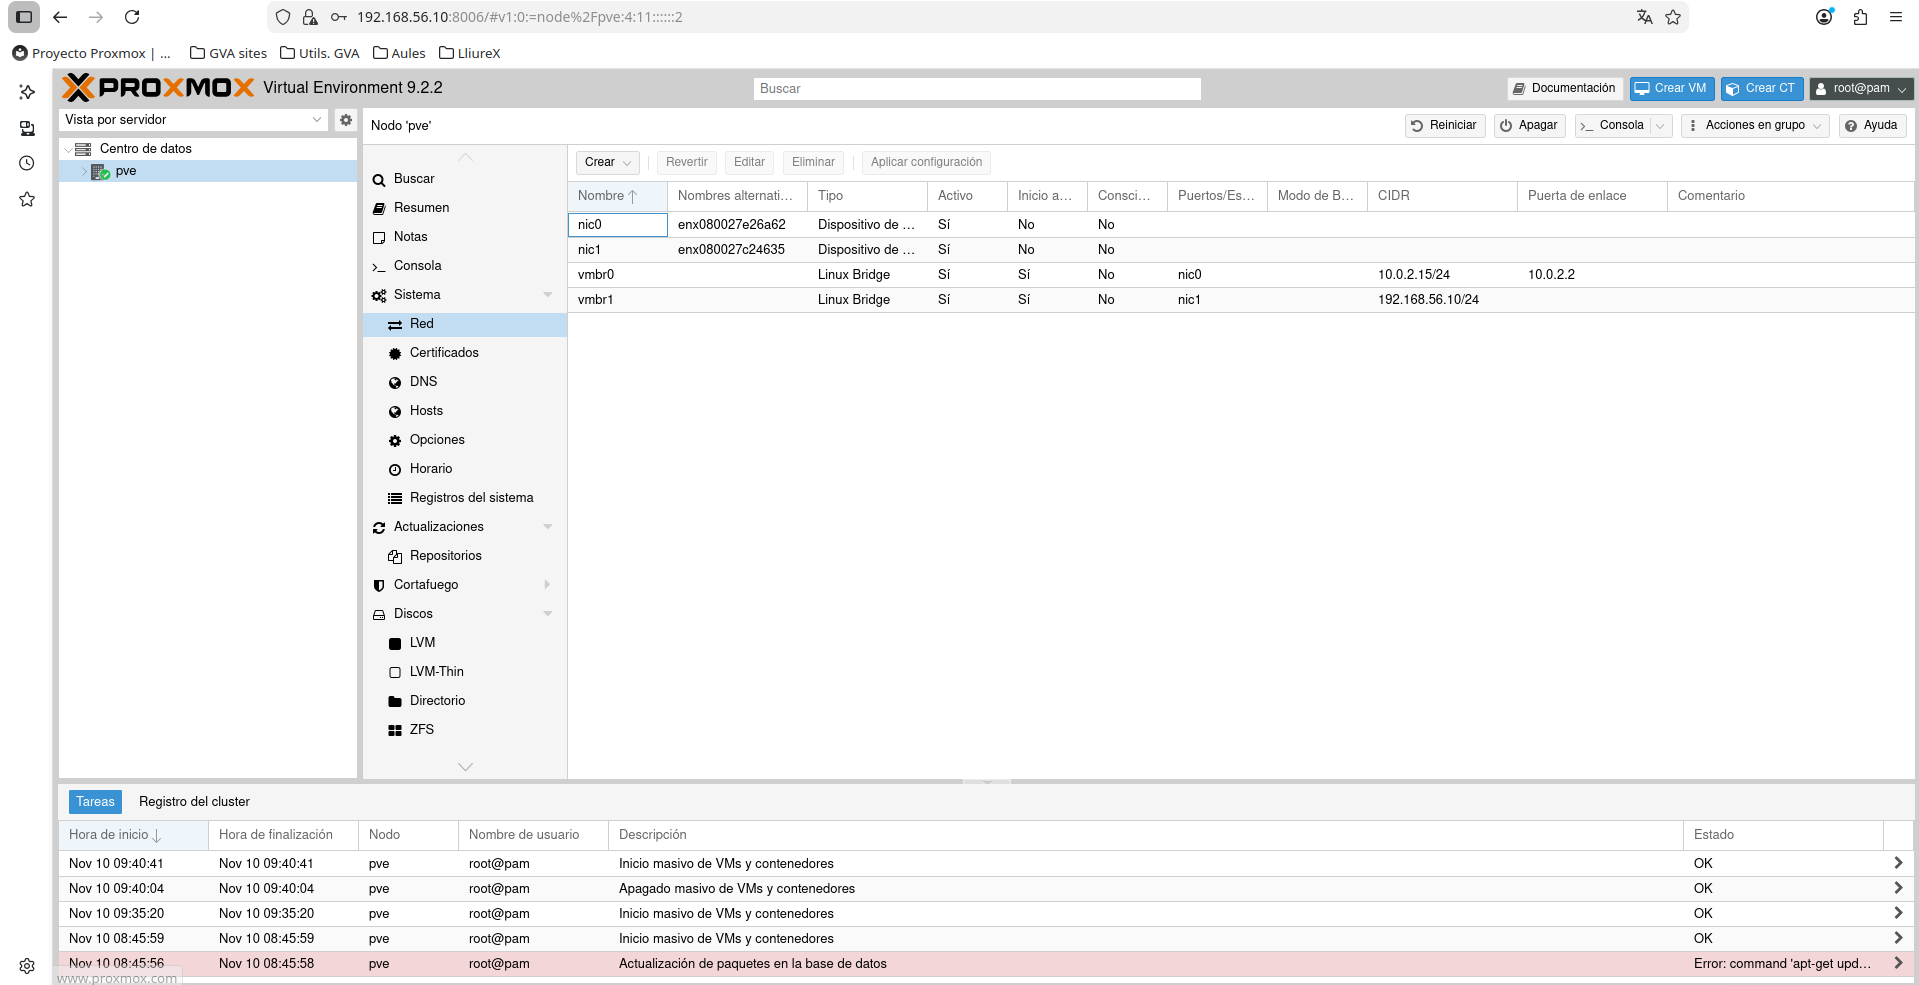 192.168.56.10:8006/#v1:0:=node%2Fpve:4:11::::::2
Proyecto Proxmox | ... GVA sites Utils. GVA Aules LliureX
PROXMOX Virtual Environment 9.2.2 Buscar Documentación Crear VM Crear CT root@pam
Vista por servidor
Nodo 'pve' Reiniciar Apagar Consola Acciones en grupo Ayuda
Centro de datos
pve
Buscar
Resumen
Notas
Consola
Sistema
Red
Certificados
DNS
Hosts
Opciones
Horario
Registros del sistema
Actualizaciones
Repositorios
Cortafuego
Discos
LVM
LVM-Thin
Directorio
ZFS
Crear Revertir Editar Eliminar Aplicar configuración
Nombre Nombres alternati... Tipo Activo Inicio a... Consci... Puertos/Es... Modo de B... CIDR Puerta de enlace Comentario
nic0 enx080027e26a62 Dispositivo de ... Sí No No
nic1 enx080027c24635 Dispositivo de ... Sí No No
vmbr0 Linux Bridge Sí Sí No nic0 10.0.2.15/24 10.0.2.2
vmbr1 Linux Bridge Sí Sí No nic1 192.168.56.10/24
Tareas Registro del cluster
Hora de inicio Hora de finalización Nodo Nombre de usuario Descripción Estado
Nov 10 09:40:41 Nov 10 09:40:41 pve root@pam Inicio masivo de VMs y contenedores OK
Nov 10 09:40:04 Nov 10 09:40:04 pve root@pam Apagado masivo de VMs y contenedores OK
Nov 10 09:35:20 Nov 10 09:35:20 pve root@pam Inicio masivo de VMs y contenedores OK
Nov 10 08:45:59 Nov 10 08:45:59 pve root@pam Inicio masivo de VMs y contenedores OK
Nov 10 08:45:56 Nov 10 08:45:58 pve root@pam Actualización de paquetes en la base de datos Error: command 'apt-get upd...
www.proxmox.com